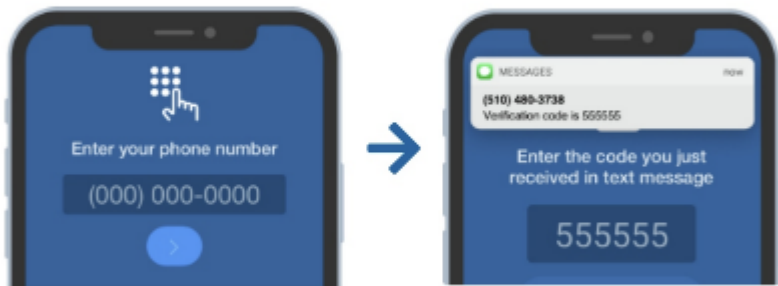 Enter your phone number
(000) 000-0000
MESSAGES now
(510) 480-3738
Verification code is 555555
Enter the code you just
received in text message
555555